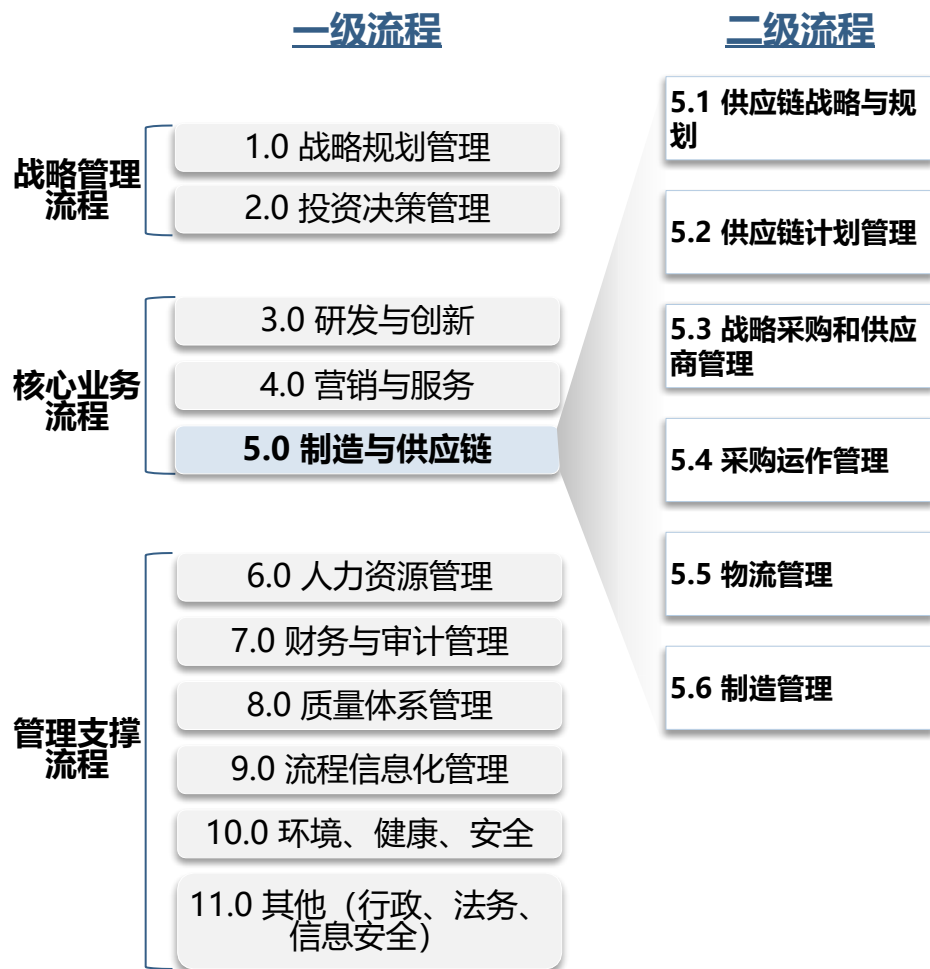 一级流程
二级流程
战略管理
流程
1.0 战略规划管理
2.0 投资决策管理
核心业务
流程
3.0 研发与创新
4.0 营销与服务
5.0 制造与供应链
管理支撑
流程
6.0 人力资源管理
7.0 财务与审计管理
8.0 质量体系管理
9.0 流程信息化管理
10.0 环境、健康、安全
11.0 其他（行政、法务、
信息安全）
5.1 供应链战略与规
划
5.2 供应链计划管理
5.3 战略采购和供应
商管理
5.4 采购运作管理
5.5 物流管理
5.6 制造管理